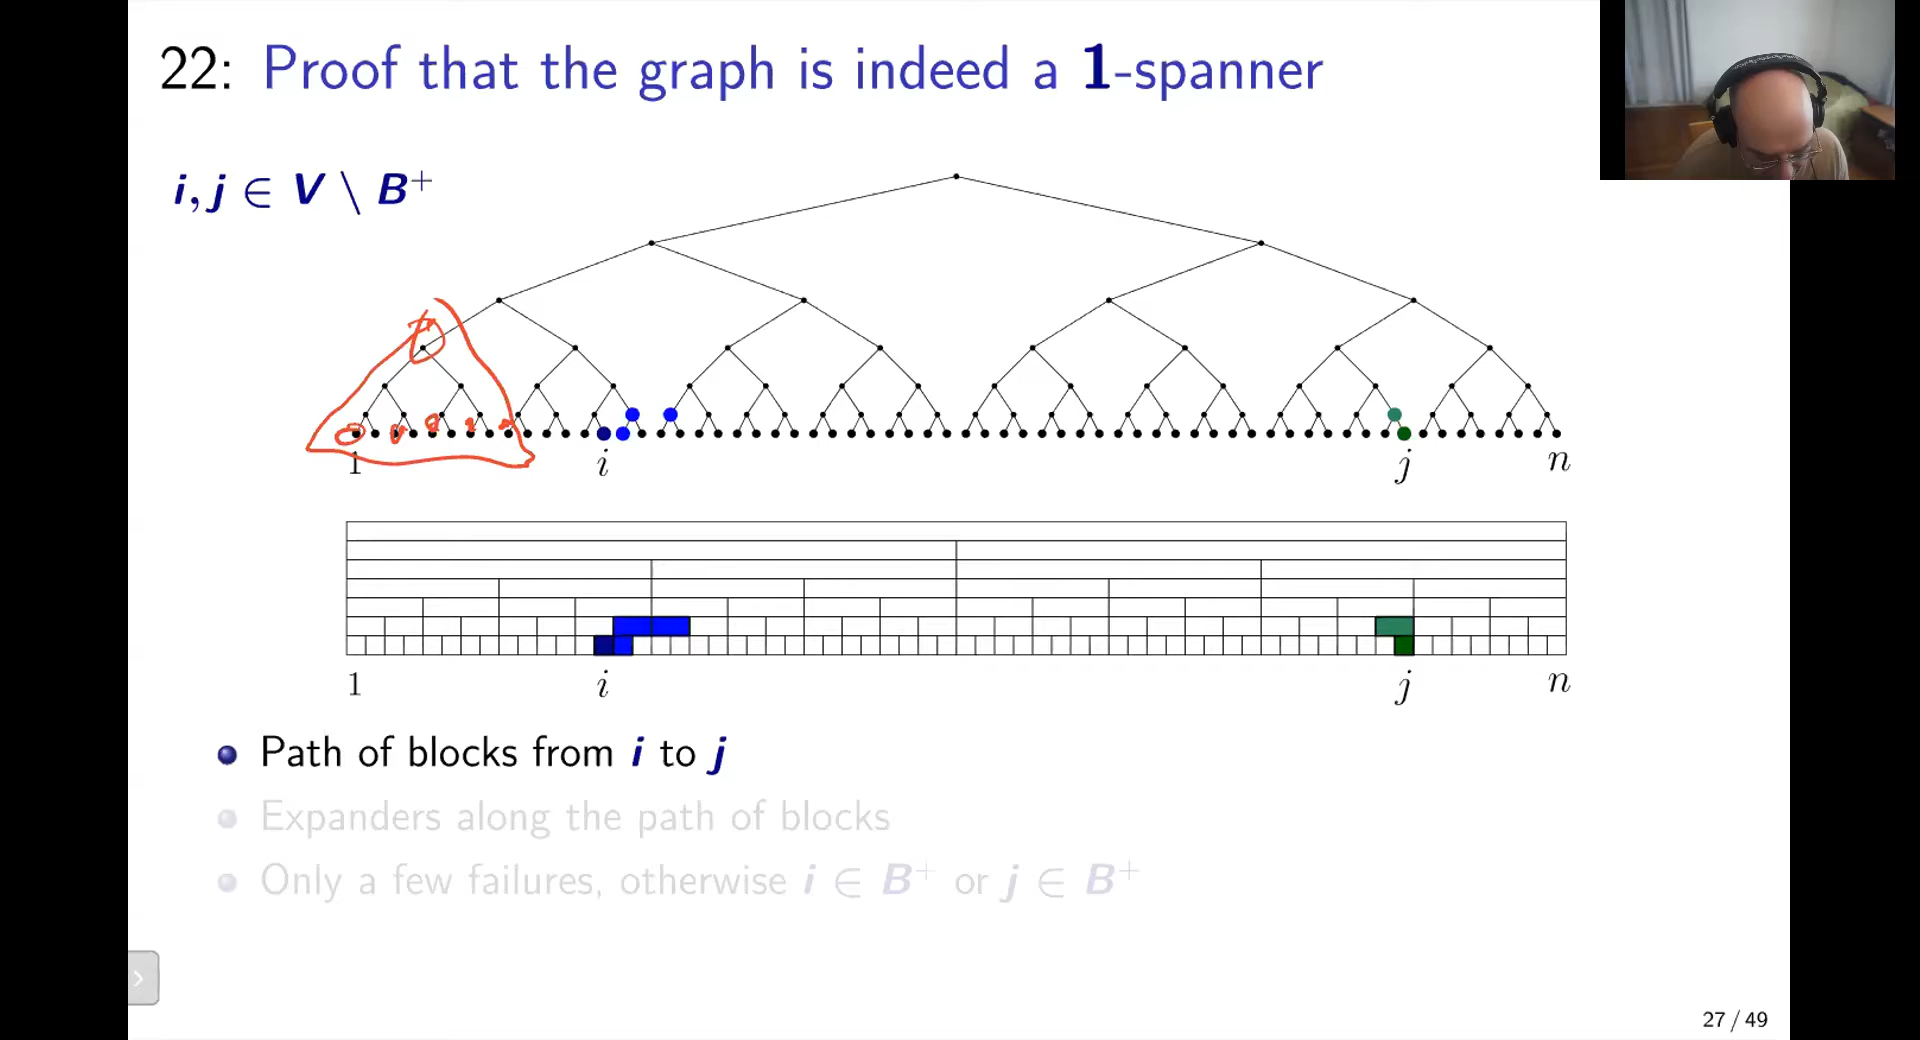 22: Proof that the graph is indeed a 1-spanner
i, j ∈ V \ B⁺
1 i j n
1 i j n
Path of blocks from i to j
Expanders along the path of blocks
Only a few failures, otherwise i ∈ B⁺ or j ∈ B⁺
27 / 49